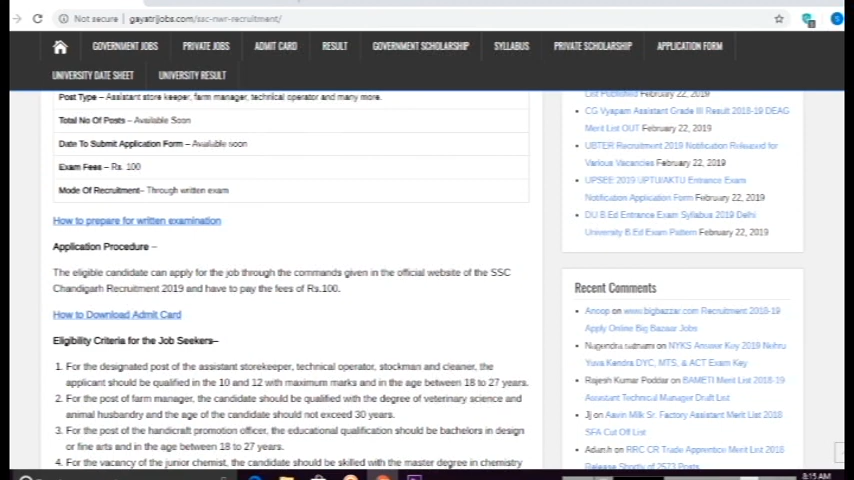 Not secure | gayatrijobs.com/ssc-nwr-recruitment/
GOVERNMENT JOBS PRIVATE JOBS ADMIT CARD RESULT GOVERNMENT SCHOLARSHIP SYLLABUS PRIVATE SCHOLARSHIP APPLICATION FORM
UNIVERSITY DATE SHEET UNIVERSITY RESULT
Post Type – Assistant store keeper, farm manager, technical operator and many more.
Total No Of Posts – Available Soon
Date To Submit Application Form – Available soon
Exam Fees – Rs. 100
Mode Of Recruitment– Through written exam
How to prepare for written examination
Application Procedure –
The eligible candidate can apply for the job through the commands given in the official website of the SSC
Chandigarh Recruitment 2019 and have to pay the fees of Rs.100.
How to Download Admit Card
Eligibility Criteria for the Job Seekers–
1. For the designated post of the assistant storekeeper, technical operator, stockman and cleaner, the
applicant should be qualified in the 10 and 12 with maximum marks and in the age between 18 to 27 years.
2. For the post of farm manager, the candidate should be qualified with the degree of veterinary science and
animal husbandry and the age of the candidate should not exceed 30 years.
3. For the post of the handicraft promotion officer, the educational qualification should be bachelors in design
or fine arts and in the age between 18 to 27 years.
4. For the vacancy of the junior chemist, the candidate should be skilled with the master degree in chemistry
List Published February 22, 2019
CG Vyapam Assistant Grade III Result 2018-19 DEAG
Merit List OUT February 22, 2019
UBTER Recruitment 2019 Notification Released for
Various Vacancies February 22, 2019
UPSEE 2019 UPTU/AKTU Entrance Exam
Notification Application Form February 22, 2019
DU B.Ed Entrance Exam Syllabus 2019 Delhi
University B.Ed Exam Pattern February 22, 2019
Recent Comments
Anoop on www.bigbazzar.com Recruitment 2018-19
Apply Online Big Bazaar Jobs
Nagendra satnami on NYKS Answer Key 2019 Nehru
Yuva Kendra DYC, MTS, & ACT Exam Key
Rajesh Kumar Poddar on BAMETI Merit List 2018-19
Assistant Technical Manager Draft List
Jj on Aavin Milk Sr. Factory Assistant Merit List 2018
SFA Cut Off List
Adarsh on RRC CR Trade Apprentice Merit List 2018
Release Shortly of 2573 Posts
8:15 AM